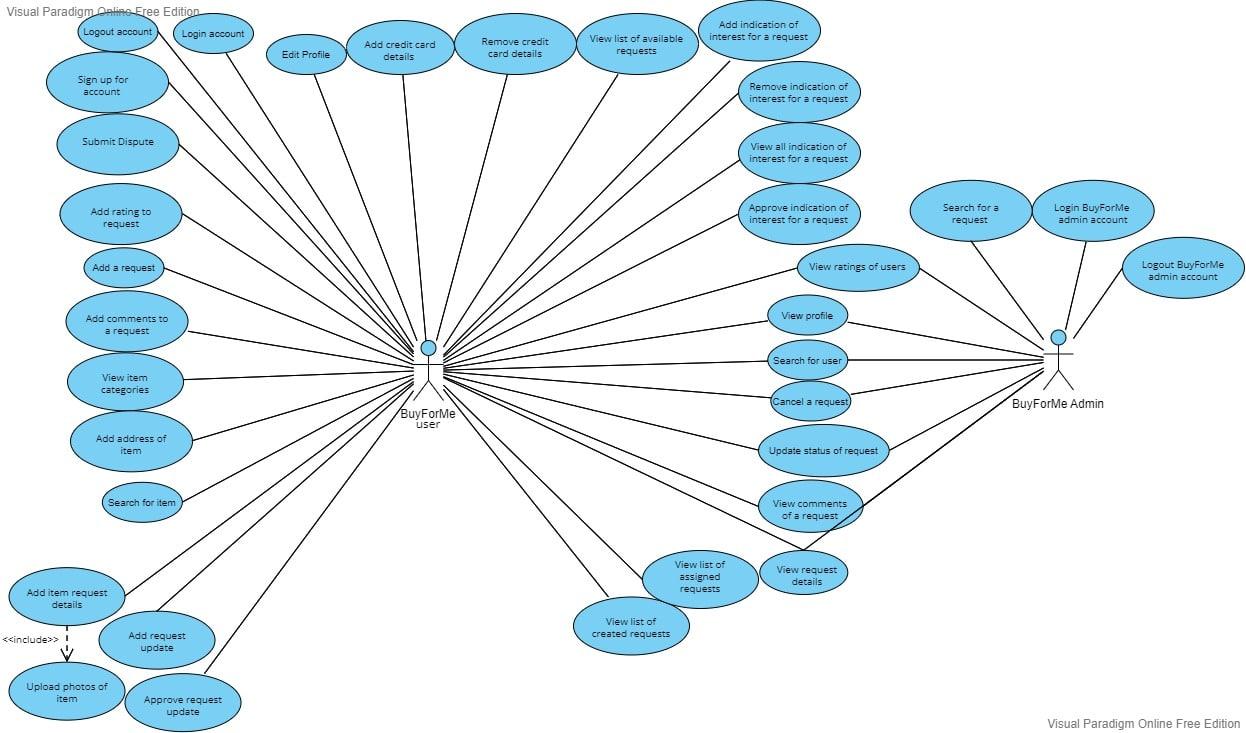 Visual Paradigm Online Free Edition
Logout account
Login account
Edit Profile
Add credit card
details
Remove credit
card details
View list of available
requests
Add indication of
interest for a request
Sign up for
account
Remove indication of
interest for a request
Submit Dispute
View all indication of
interest for a request
Add rating to
request
Approve indication of
interest for a request
Search for a
request
Login BuyForMe
admin account
Add a request
View ratings of users
Logout BuyForMe
admin account
Add comments to
a request
View profile
View item
categories
Search for user
Cancel a request
BuyForMe
user
BuyForMe Admin
Add address of
item
Update status of request
Search for item
View comments
of a request
View list of
assigned
requests
View request
details
Add item request
details
View list of
created requests
<<include>>
Add request
update
Upload photos of
item
Approve request
update
Visual Paradigm Online Free Edition